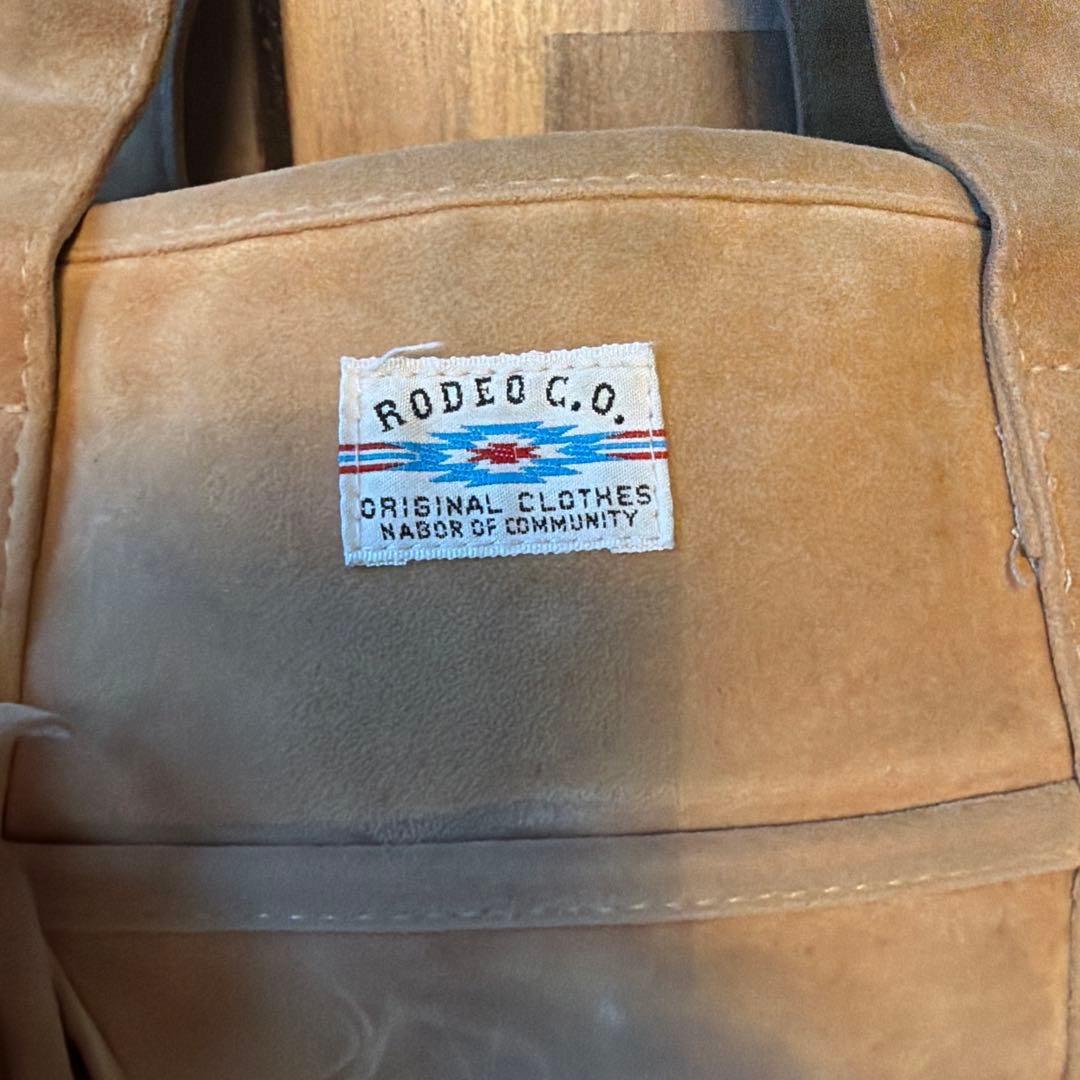 RODEO C.O.
ORIGINAL CLOTHES
NABOR OF COMMUNITY